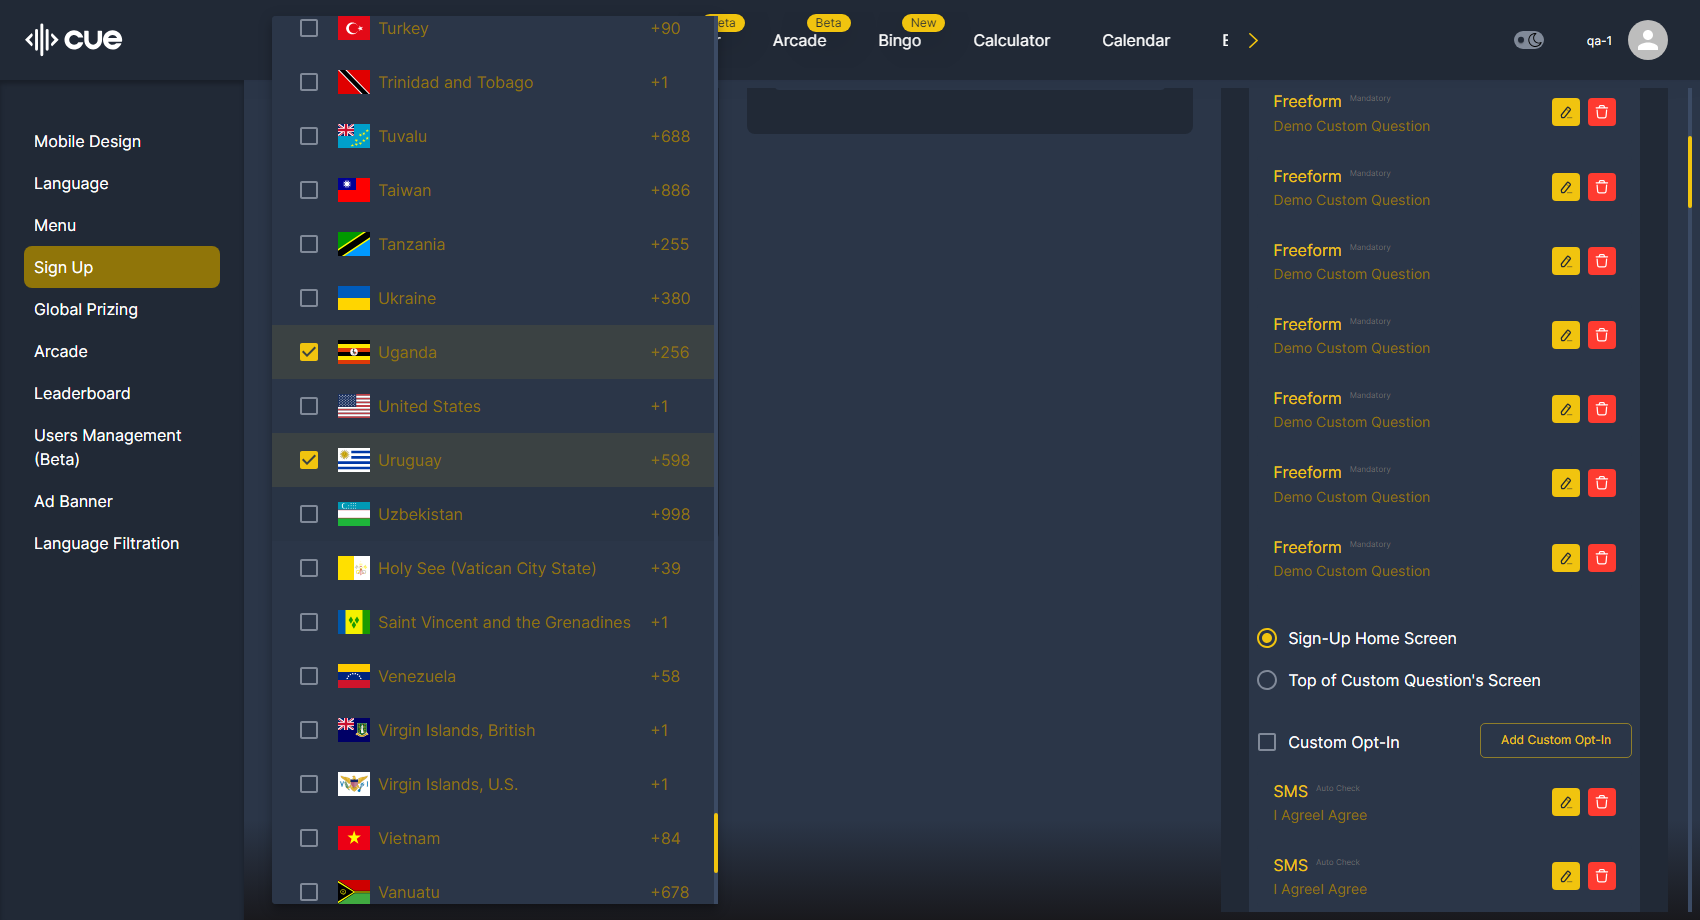 cue
Beta
Beta
New
Arcade
Bingo
Calculator
Calendar
qa-1
Mobile Design
Language
Menu
Sign Up
Global Prizing
Arcade
Leaderboard
Users Management
(Beta)
Ad Banner
Language Filtration
Turkey +90
Trinidad and Tobago +1
Tuvalu +688
Taiwan +886
Tanzania +255
Ukraine +380
Uganda +256
United States +1
Uruguay +598
Uzbekistan +998
Holy See (Vatican City State) +39
Saint Vincent and the Grenadines +1
Venezuela +58
Virgin Islands, British +1
Virgin Islands, U.S. +1
Vietnam +84
Vanuatu +678
Freeform Mandatory
Demo Custom Question
Freeform Mandatory
Demo Custom Question
Freeform Mandatory
Demo Custom Question
Freeform Mandatory
Demo Custom Question
Freeform Mandatory
Demo Custom Question
Freeform Mandatory
Demo Custom Question
Freeform Mandatory
Demo Custom Question
Sign-Up Home Screen
Top of Custom Question's Screen
Custom Opt-In
Add Custom Opt-In
SMS Auto Check
I AgreeI Agree
SMS Auto Check
I AgreeI Agree